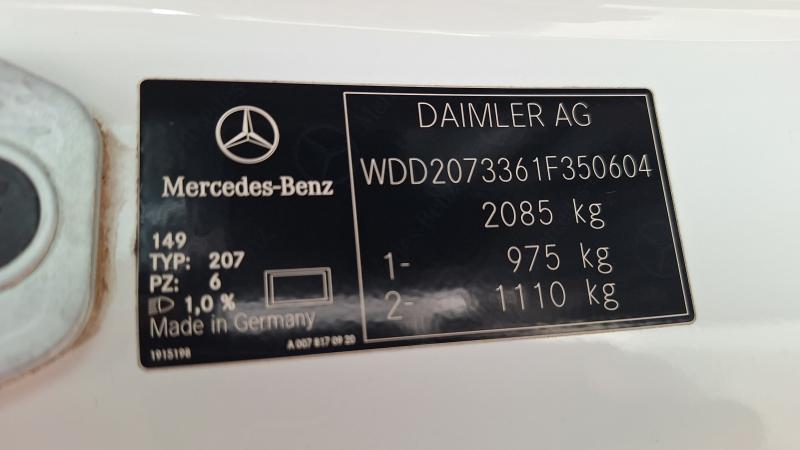 Mercedes-Benz
149
TYP: 207
PZ: 6
1,0 %
Made in Germany
1915198
A 007 817 09 20
DAIMLER AG
WDD2073361F350604
2085 kg
1- 975 kg
2- 1110 kg